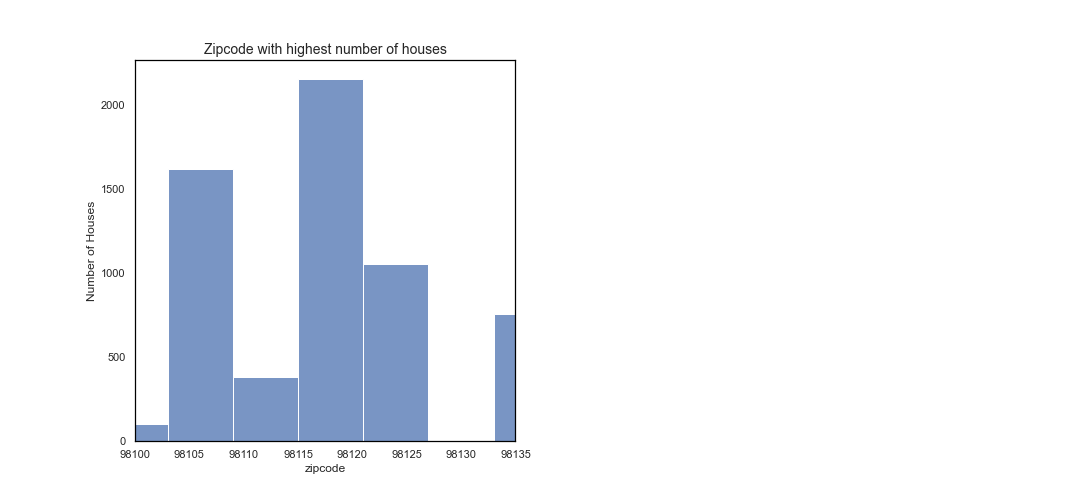 Zipcode with highest number of houses
2000
1500
1000
500
0
Number of Houses
98100 98105 98110 98115 98120 98125 98130 98135
zipcode